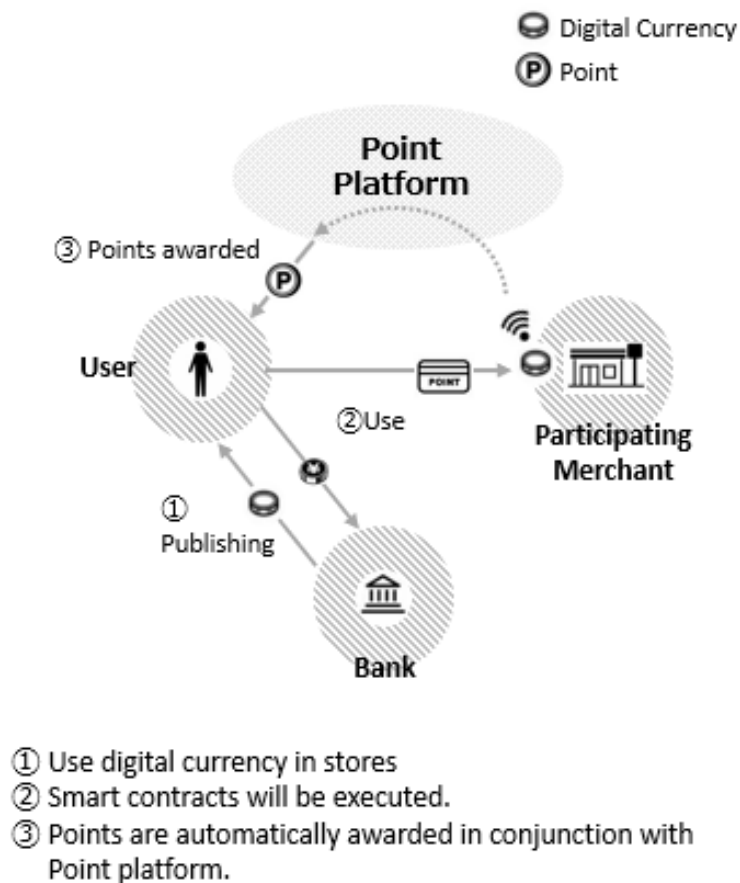 Digital Currency
Ⓟ Point
Point
Platform
③ Points awarded
P
User
POINT
②Use
Participating
Merchant
①
Publishing
Bank
① Use digital currency in stores
② Smart contracts will be executed.
③ Points are automatically awarded in conjunction with
Point platform.